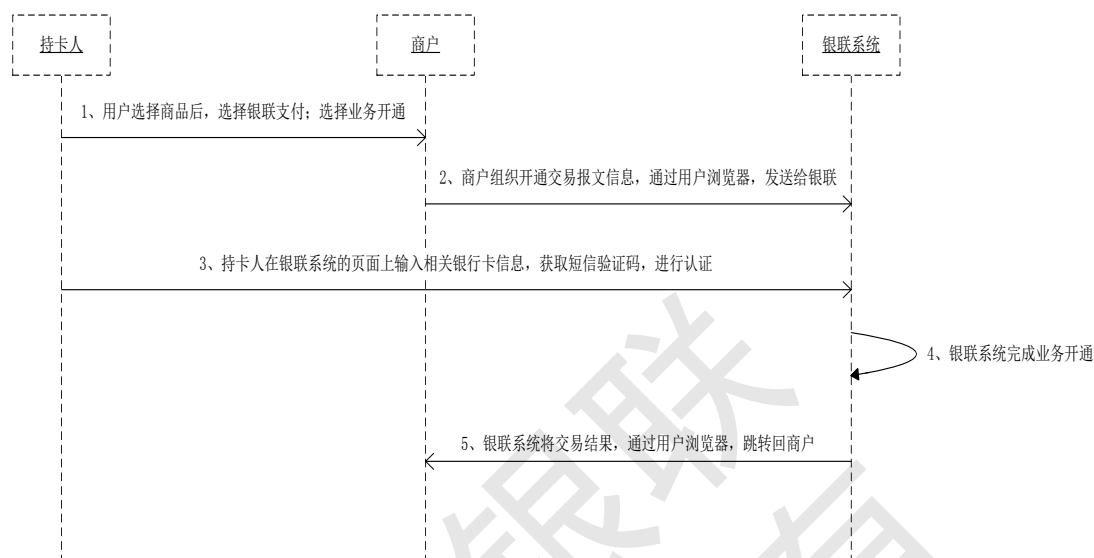 持卡人
商户
银联系统
1、用户选择商品后，选择银联支付；选择业务开通
2、商户组织开通交易报文信息，通过用户浏览器，发送给银联
3、持卡人在银联系统的页面上输入相关银行卡信息，获取短信验证码，进行认证
4、银联系统完成业务开通
5、银联系统将交易结果，通过用户浏览器，跳转回商户
银联
有